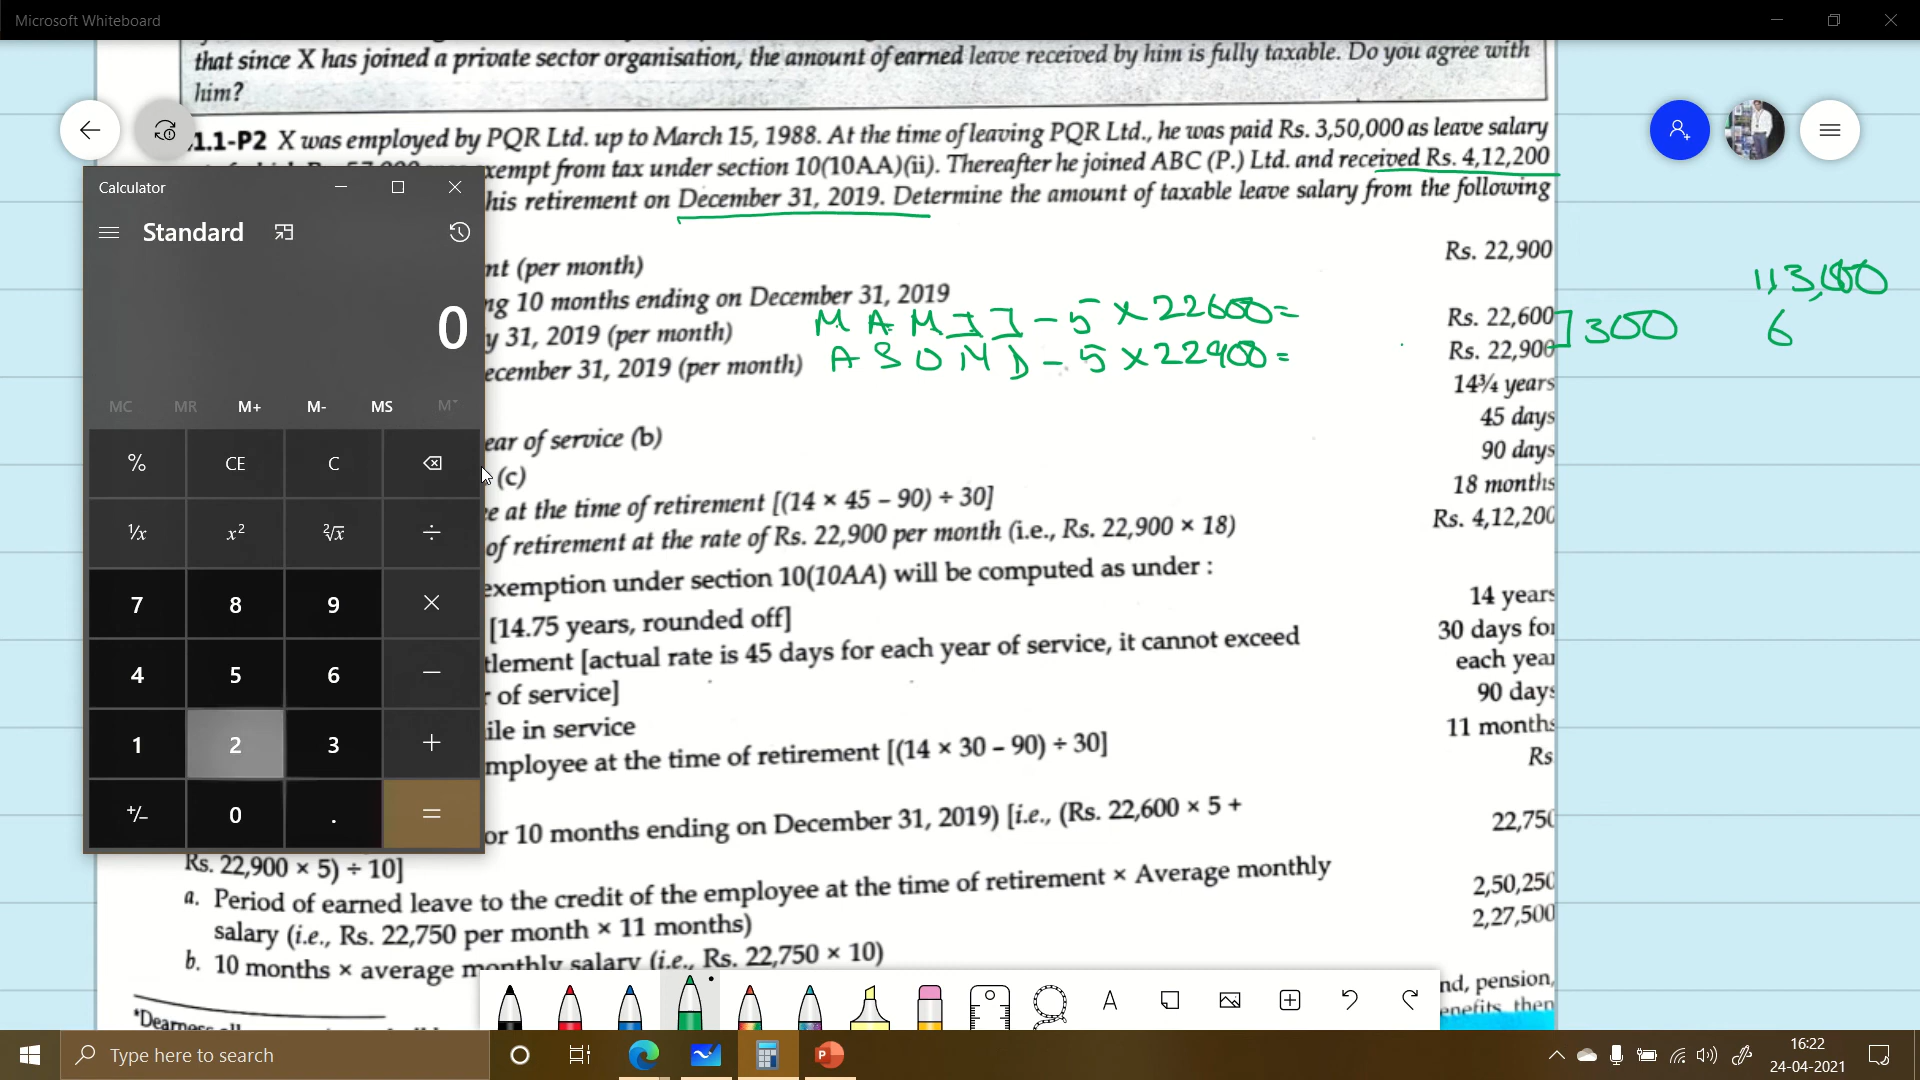 Microsoft Whiteboard
that since X has joined a private sector organisation, the amount of earned leave received by him is fully taxable. Do you agree with
him?
.1.1-P2 X was employed by PQR Ltd. up to March 15, 1988. At the time of leaving PQR Ltd., he was paid Rs. 3,50,000 as leave salary
exempt from tax under section 10(10AA)(ii). Thereafter he joined ABC (P.) Ltd. and received Rs. 4,12,200
his retirement on December 31, 2019. Determine the amount of taxable leave salary from the following
nt (per month) Rs. 22,900
ng 10 months ending on December 31, 2019
y 31, 2019 (per month) M A M J J - 5 × 22600= Rs. 22,600
ecember 31, 2019 (per month) A S O N D - 5 × 22900= Rs. 22,900
]300
1,13,000
6
14¾ years
ear of service (b) 45 days
(c) 90 days
e at the time of retirement [(14 × 45 – 90) ÷ 30] 18 months
of retirement at the rate of Rs. 22,900 per month (i.e., Rs. 22,900 × 18) Rs. 4,12,200
exemption under section 10(10AA) will be computed as under :
[14.75 years, rounded off] 14 years
tlement [actual rate is 45 days for each year of service, it cannot exceed 30 days for
r of service] each year
ile in service 90 days
mployee at the time of retirement [(14 × 30 – 90) ÷ 30] 11 months
Rs.
or 10 months ending on December 31, 2019) [i.e., (Rs. 22,600 × 5 +
Rs. 22,900 × 5) ÷ 10] 22,750
a. Period of earned leave to the credit of the employee at the time of retirement × Average monthly
salary (i.e., Rs. 22,750 per month × 11 months) 2,50,250
b. 10 months × average monthly salary (i.e., Rs. 22,750 × 10) 2,27,500
nd, pension,
enefits, then
Calculator
Standard
0
MC MR M+ M- MS M˅
% CE C
¹/x x² ²√x ÷
7 8 9 ×
4 5 6 −
1 2 3 +
+/− 0 . =
A
Type here to search
16:22
24-04-2021